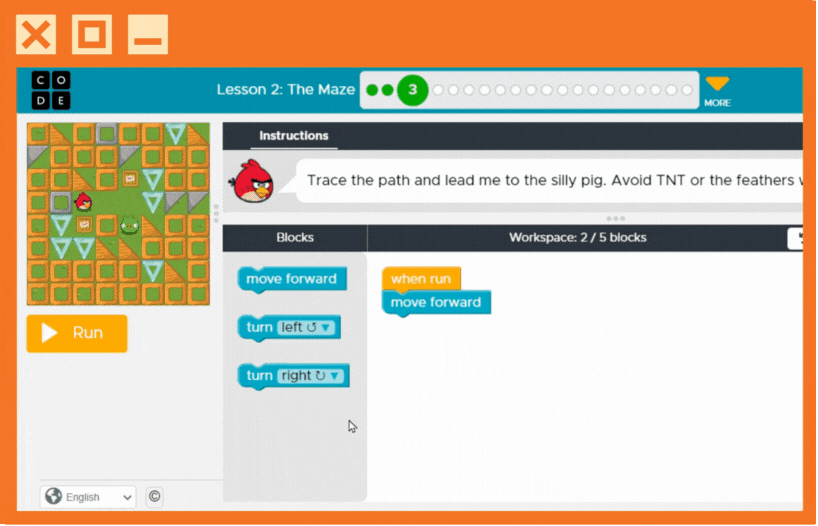 C O
D E
Lesson 2: The Maze
3
MORE
Instructions
Trace the path and lead me to the silly pig. Avoid TNT or the feathers
Blocks
Workspace: 2 / 5 blocks
move forward
turn left ↺ ▼
turn right ↻ ▼
when run
move forward
Run
English
©